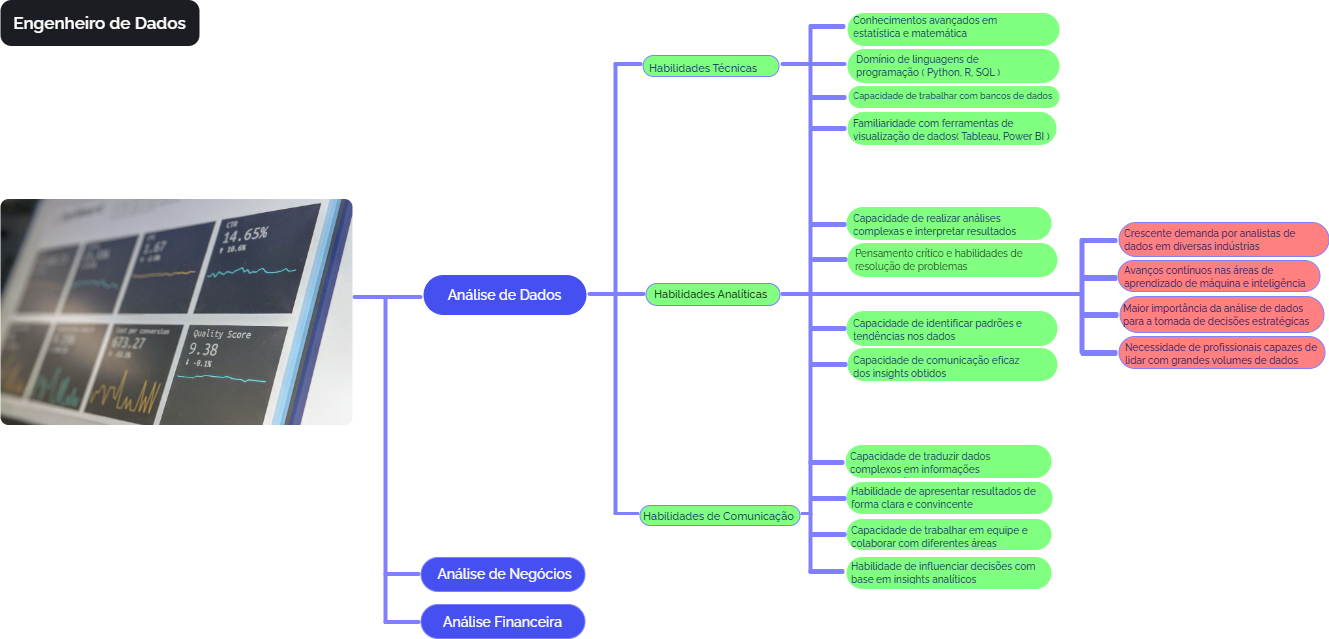 Engenheiro de Dados
CTR
14.65%
↑ 10.6%
1.67
Cost per conversion
673.27
Quality Score
9.38
↓ -0.1%
Análise de Dados
Análise de Negócios
Análise Financeira
Habilidades Técnicas
Conhecimentos avançados em
estatística e matemática
Domínio de linguagens de
programação ( Python, R, SQL )
Capacidade de trabalhar com bancos de dados
Familiaridade com ferramentas de
visualização de dados( Tableau, Power BI )
Habilidades Analíticas
Capacidade de realizar análises
complexas e interpretar resultados
Pensamento crítico e habilidades de
resolução de problemas
Capacidade de identificar padrões e
tendências nos dados
Capacidade de comunicação eficaz
dos insights obtidos
Crescente demanda por analistas de
dados em diversas indústrias
Avanços contínuos nas áreas de
aprendizado de máquina e inteligência
Maior importância da análise de dados
para a tomada de decisões estratégicas
Necessidade de profissionais capazes de
lidar com grandes volumes de dados
Habilidades de Comunicação
Capacidade de traduzir dados
complexos em informações
Habilidade de apresentar resultados de
forma clara e convincente
Capacidade de trabalhar em equipe e
colaborar com diferentes áreas
Habilidade de influenciar decisões com
base em insights analíticos